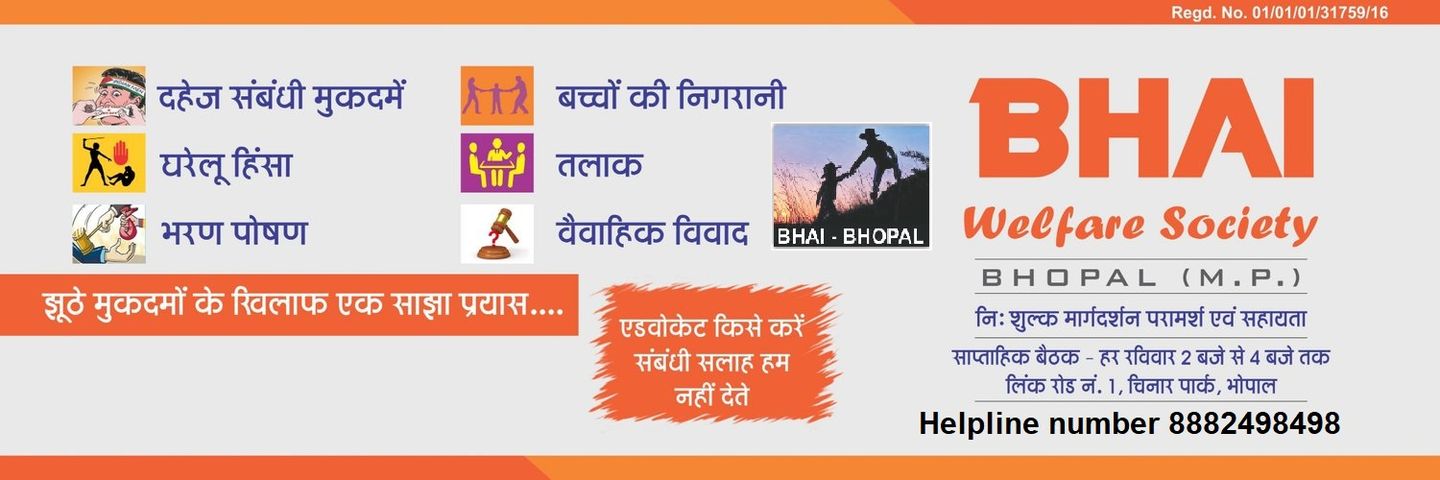 Regd. No. 01/01/01/31759/16
दहेज संबंधी मुकदमें
घरेलू हिंसा
भरण पोषण
बच्चों की निगरानी
तलाक
वैवाहिक विवाद
BHAI - BHOPAL
झूठे मुकदमों के खिलाफ एक साझा प्रयास....
एडवोकेट किसे करें
संबंधी सलाह हम
नहीं देते
BHAI
Welfare Society
BHOPAL (M.P.)
नि: शुल्क मार्गदर्शन परामर्श एवं सहायता
साप्ताहिक बैठक - हर रविवार 2 बजे से 4 बजे तक
लिंक रोड नं. 1, चिनार पार्क, भोपाल
Helpline number 8882498498